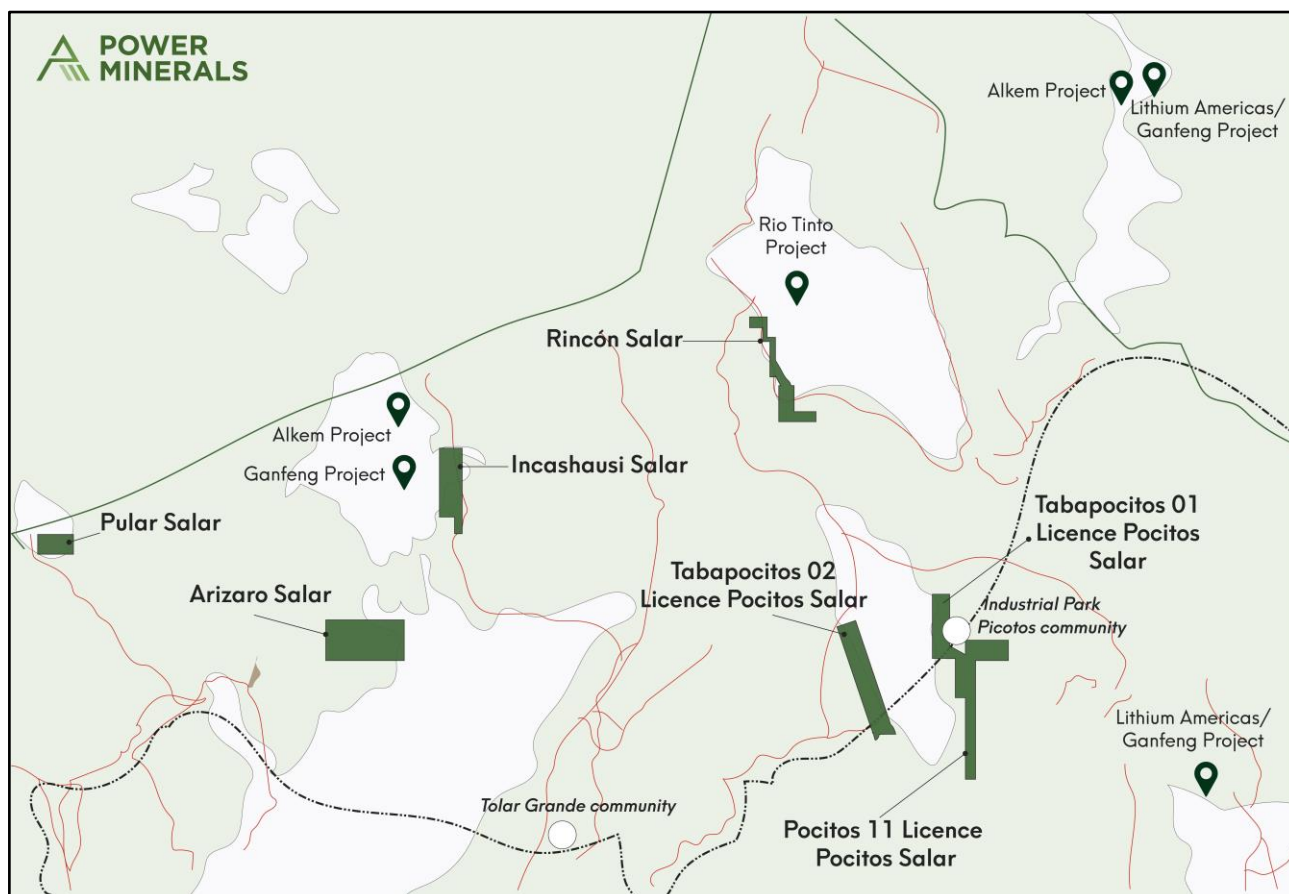 POWER
MINERALS
Alkem Project
Lithium Americas/
Ganfeng Project
Rio Tinto
Project
Rincón Salar
Alkem Project
Ganfeng Project
Incashausi Salar
Pular Salar
Arizaro Salar
Tabapocitos 01
Licence Pocitos
Salar
Tabapocitos 02
Licence Pocitos Salar
Industrial Park
Picotos community
Lithium Americas/
Ganfeng Project
Tolar Grande community
Pocitos 11 Licence
Pocitos Salar